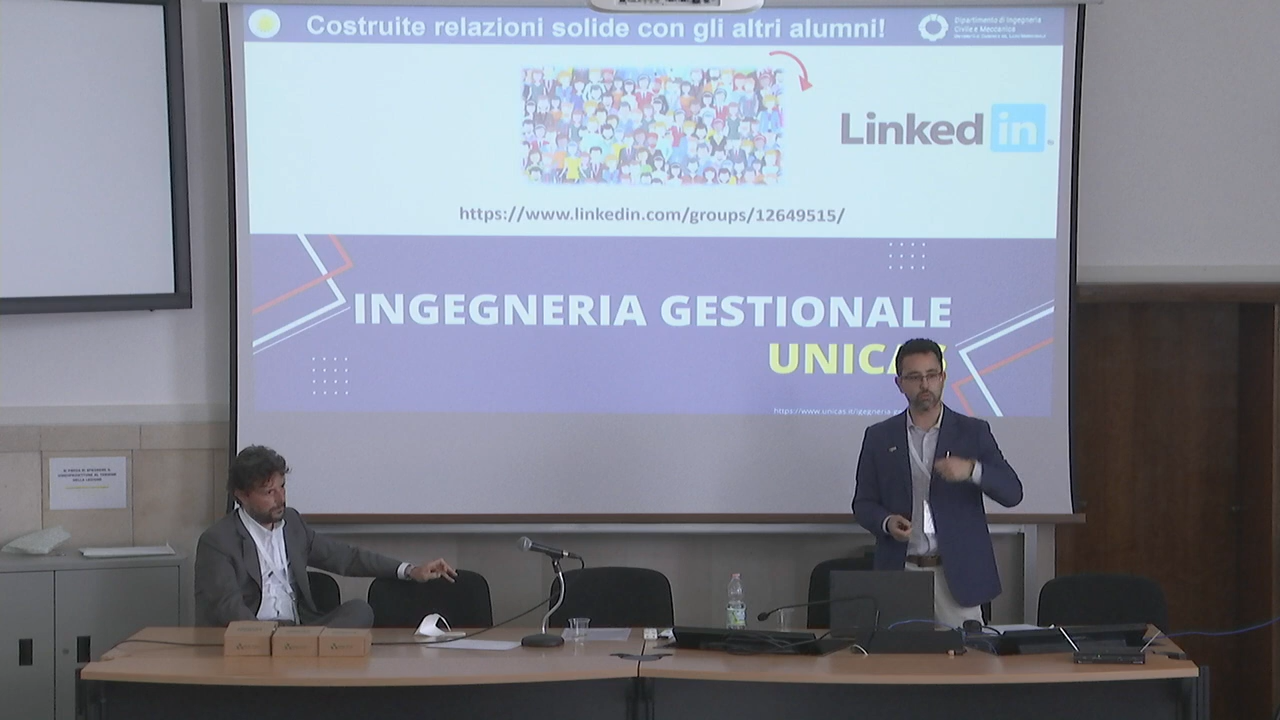 Costruite relazioni solide con gli altri alumni!
Dipartimento di Ingegneria
Civile e Meccanica
Linked in
https://www.linkedin.com/groups/12649515/
INGEGNERIA GESTIONALE
UNICAS